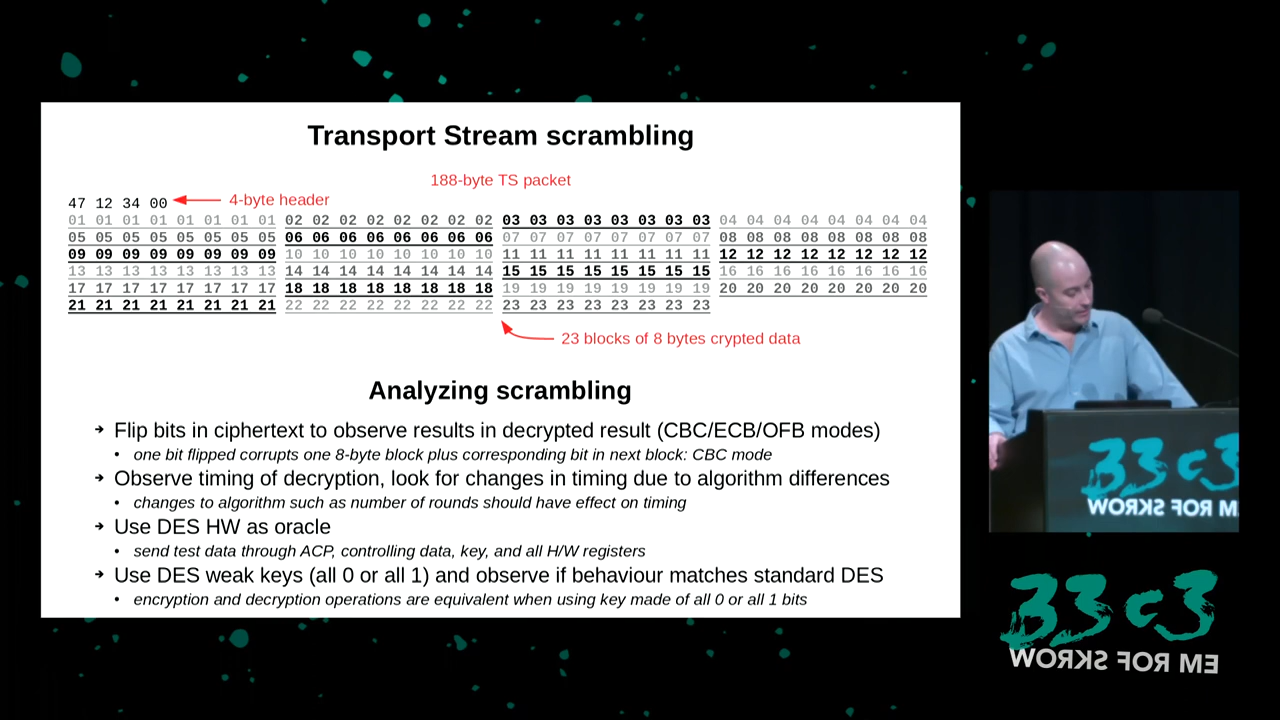 Transport Stream scrambling
188-byte TS packet
47 12 34 00
4-byte header
01 01 01 01 01 01 01 01 02 02 02 02 02 02 02 02 03 03 03 03 03 03 03 03 04 04 04 04 04 04 04 04
05 05 05 05 05 05 05 05 06 06 06 06 06 06 06 06 07 07 07 07 07 07 07 07 08 08 08 08 08 08 08 08
09 09 09 09 09 09 09 09 10 10 10 10 10 10 10 10 11 11 11 11 11 11 11 11 12 12 12 12 12 12 12 12
13 13 13 13 13 13 13 13 14 14 14 14 14 14 14 14 15 15 15 15 15 15 15 15 16 16 16 16 16 16 16 16
17 17 17 17 17 17 17 17 18 18 18 18 18 18 18 18 19 19 19 19 19 19 19 19 20 20 20 20 20 20 20 20
21 21 21 21 21 21 21 21 22 22 22 22 22 22 22 22 23 23 23 23 23 23 23 23
23 blocks of 8 bytes crypted data
Analyzing scrambling
➔ Flip bits in ciphertext to observe results in decrypted result (CBC/ECB/OFB modes)
• one bit flipped corrupts one 8-byte block plus corresponding bit in next block: CBC mode
➔ Observe timing of decryption, look for changes in timing due to algorithm differences
• changes to algorithm such as number of rounds should have effect on timing
➔ Use DES HW as oracle
• send test data through ACP, controlling data, key, and all H/W registers
➔ Use DES weak keys (all 0 or all 1) and observe if behaviour matches standard DES
• encryption and decryption operations are equivalent when using key made of all 0 or all 1 bits
33c3
WORKS FOR M
33c3
WORKS FOR ME